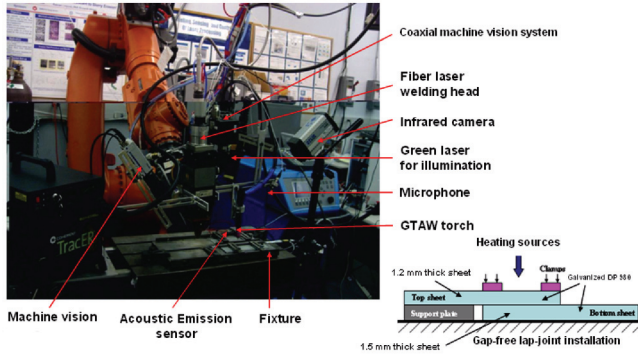 Coaxial machine vision system
Fiber laser
welding head
Infrared camera
Green laser
for illumination
Microphone
GTAW torch
TracER
Machine vision
Acoustic Emission
sensor
Fixture
Heating sources
Clamps
1.2 mm thick sheet
Galvanized DP 980
Top sheet
Support plate
Bottom sheet
1.5 mm thick sheet
Gap-free lap-joint installation